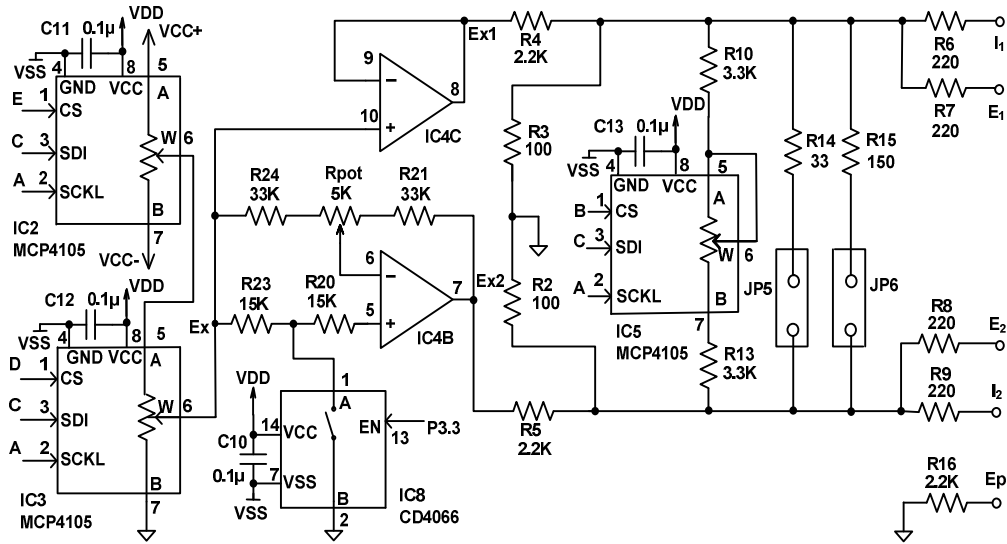 C11 0.1µ VDD
VCC+
VSS
4 8 5
GND VCC A
E 1 CS
W 6
C 3 SDI
A 2 SCKL
B
IC2
MCP4105
7
VCC-
C12 0.1µ VDD
VSS
4 8 5
GND VCC A
D 1 CS
W 6
C 3 SDI
A 2 SCKL
B
IC3
MCP4105
7
Ex
9
10
8
IC4C
Ex1
R24
33K
Rpot
5K
R21
33K
R23
15K
R20
15K
6
5
7
IC4B
Ex2
VDD
14 VCC
C10
0.1µ
7 VSS
VSS
1
A
EN
13
P3.3
B
2
IC8
CD4066
R4
2.2K
R3
100
R2
100
R5
2.2K
R10
3.3K
C13 0.1µ VDD
VSS
4 8 5
GND VCC A
B 1 CS
C 3 SDI
W 6
A 2 SCKL
B
7
IC5
MCP4105
R13
3.3K
R14
33
R15
150
JP5
JP6
R6
220
I1
R7
220
E1
R8
220
E2
R9
220
I2
R16
2.2K
Ep